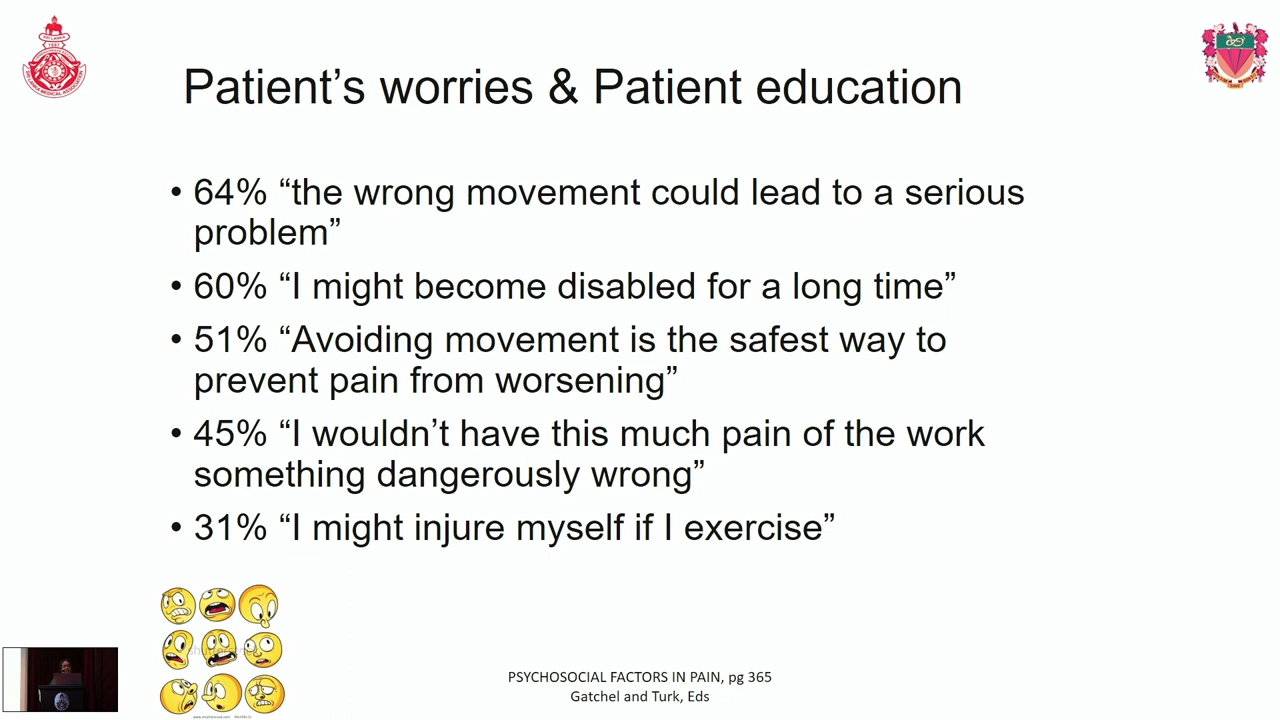 Patient’s worries & Patient education
• 64% “the wrong movement could lead to a serious
problem”
• 60% “I might become disabled for a long time”
• 51% “Avoiding movement is the safest way to
prevent pain from worsening”
• 45% “I wouldn’t have this much pain of the work
something dangerously wrong”
• 31% “I might injure myself if I exercise”
PSYCHOSOCIAL FACTORS IN PAIN, pg 365
Gatchel and Turk, Eds